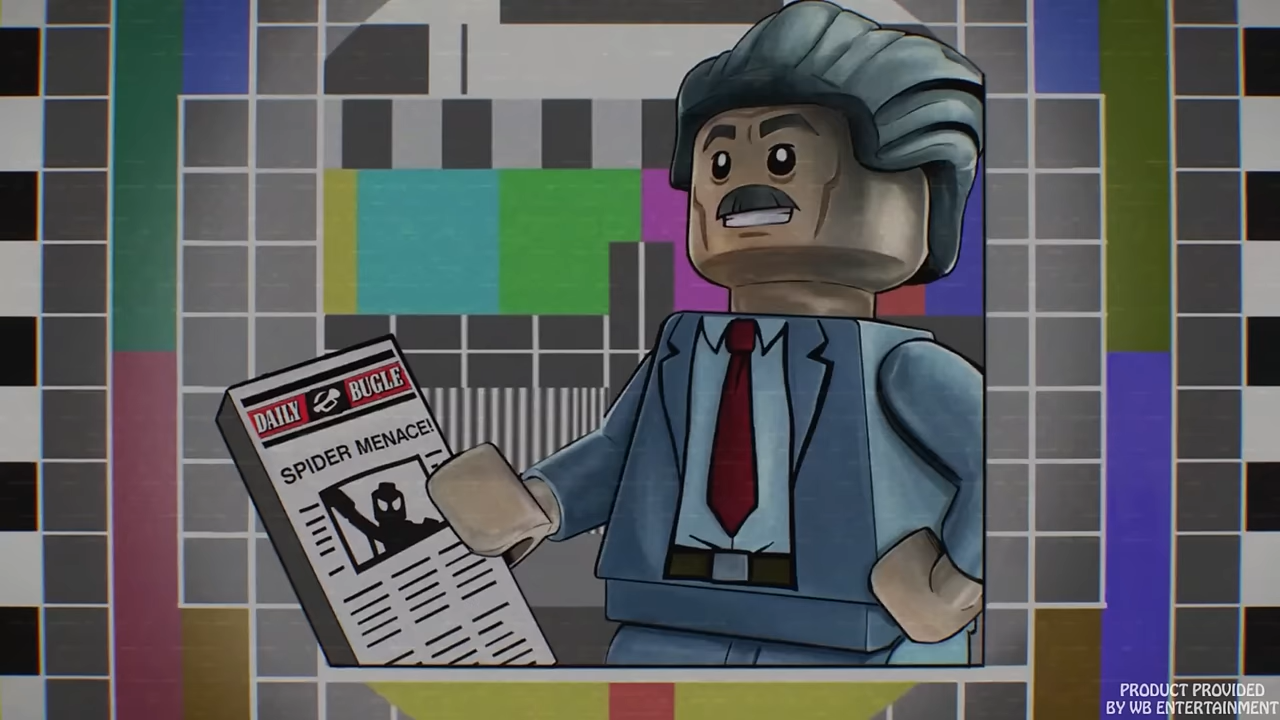 DAILY BUGLE
SPIDER MENACE!
PRODUCT PROVIDED
BY WB ENTERTAINMENT